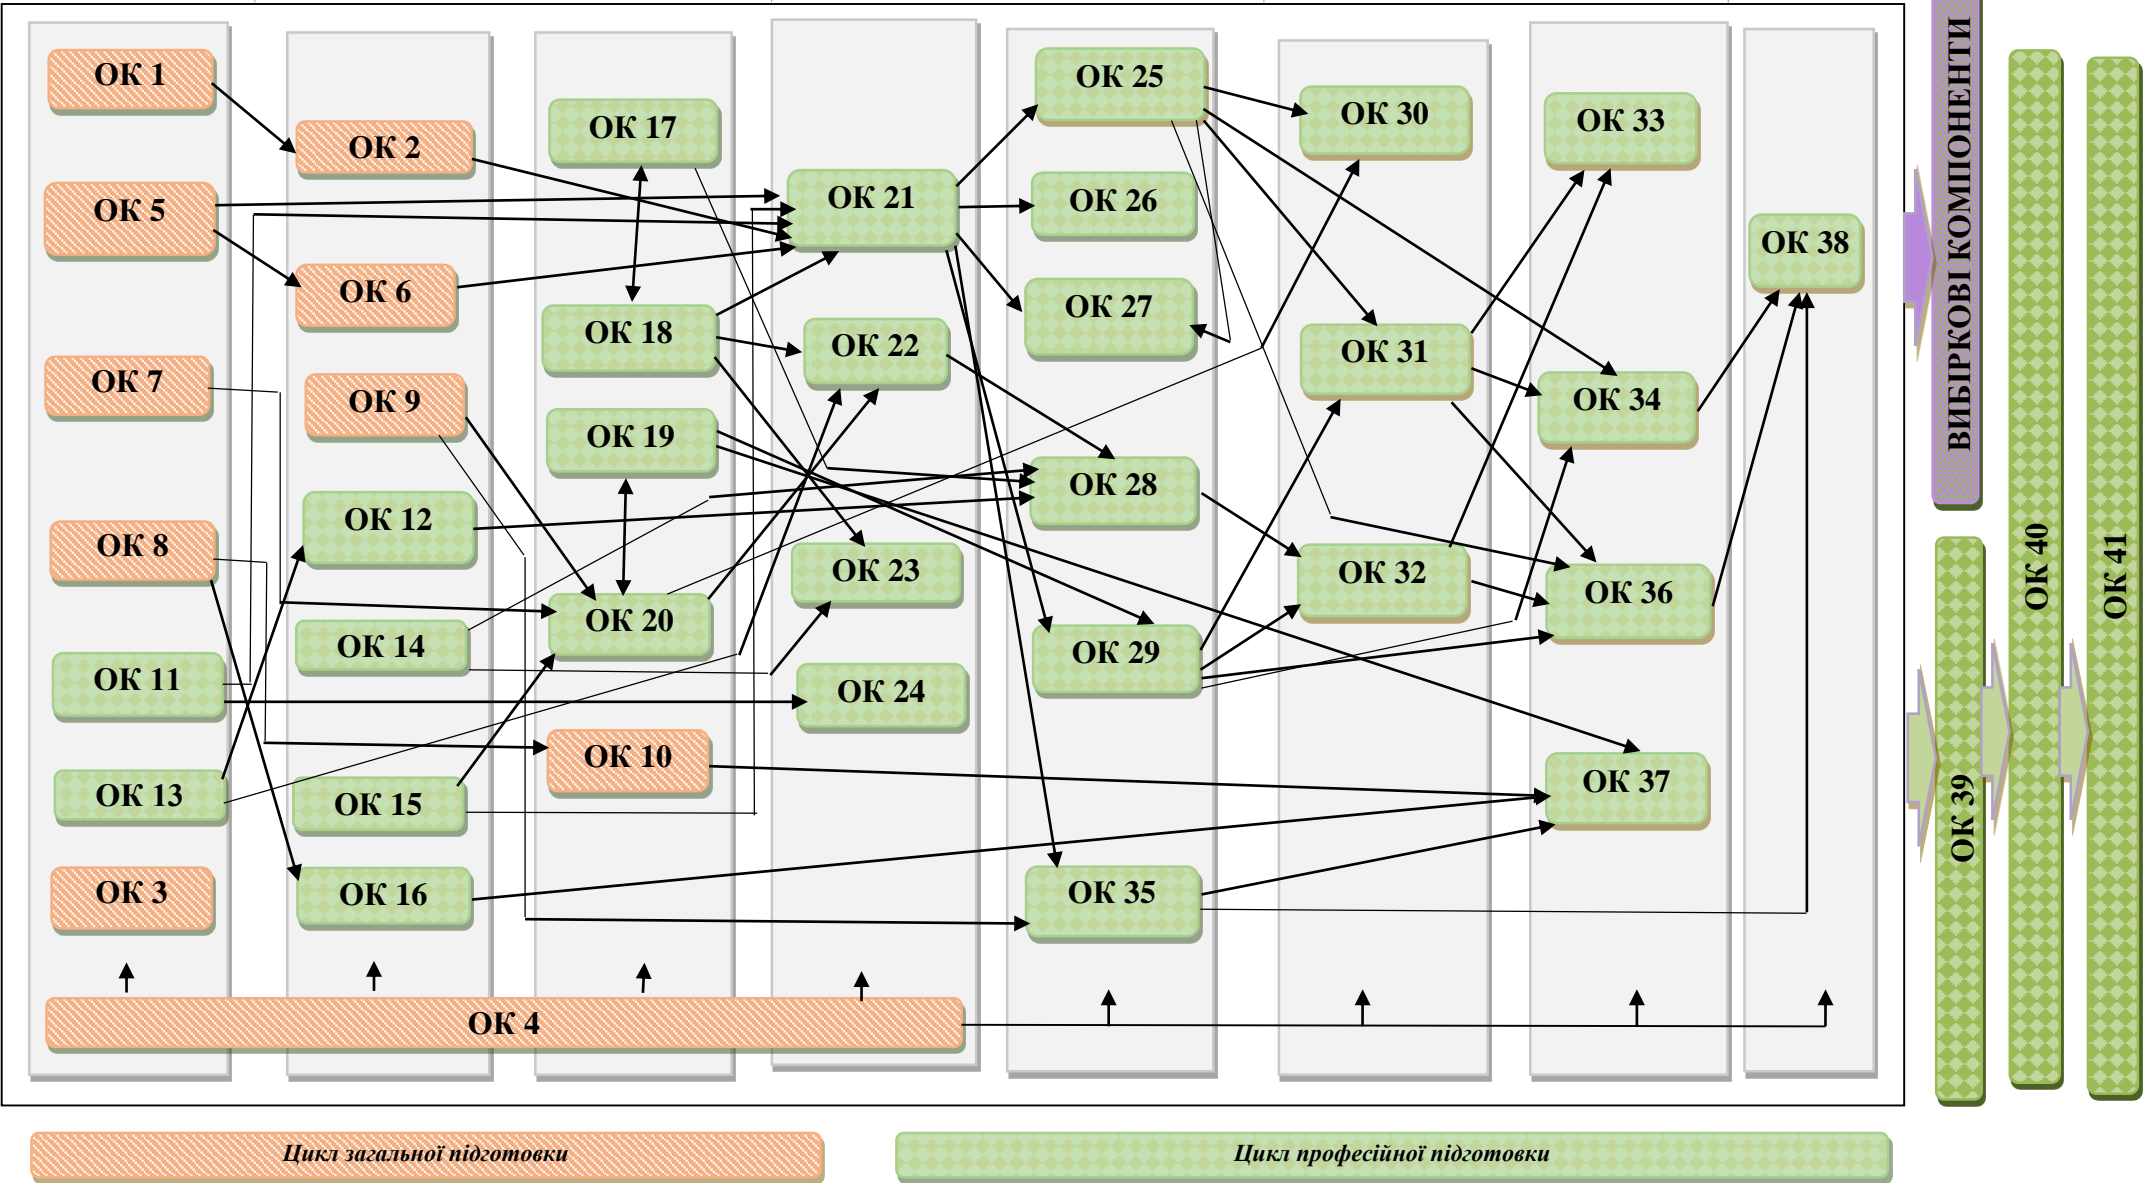 ОК 1
ОК 5
ОК 7
ОК 8
ОК 11
ОК 13
ОК 3
ОК 2
ОК 6
ОК 9
ОК 12
ОК 14
ОК 15
ОК 16
ОК 17
ОК 18
ОК 19
ОК 20
ОК 10
ОК 21
ОК 22
ОК 23
ОК 24
ОК 25
ОК 26
ОК 27
ОК 28
ОК 29
ОК 35
ОК 30
ОК 31
ОК 32
ОК 33
ОК 34
ОК 36
ОК 37
ОК 38
ОК 4
ВИБІРКОВІ КОМПІОНЕНТИ
ОК 39
ОК 40
ОК 41
Цикл загальної підготовки
Цикл професійної підготовки